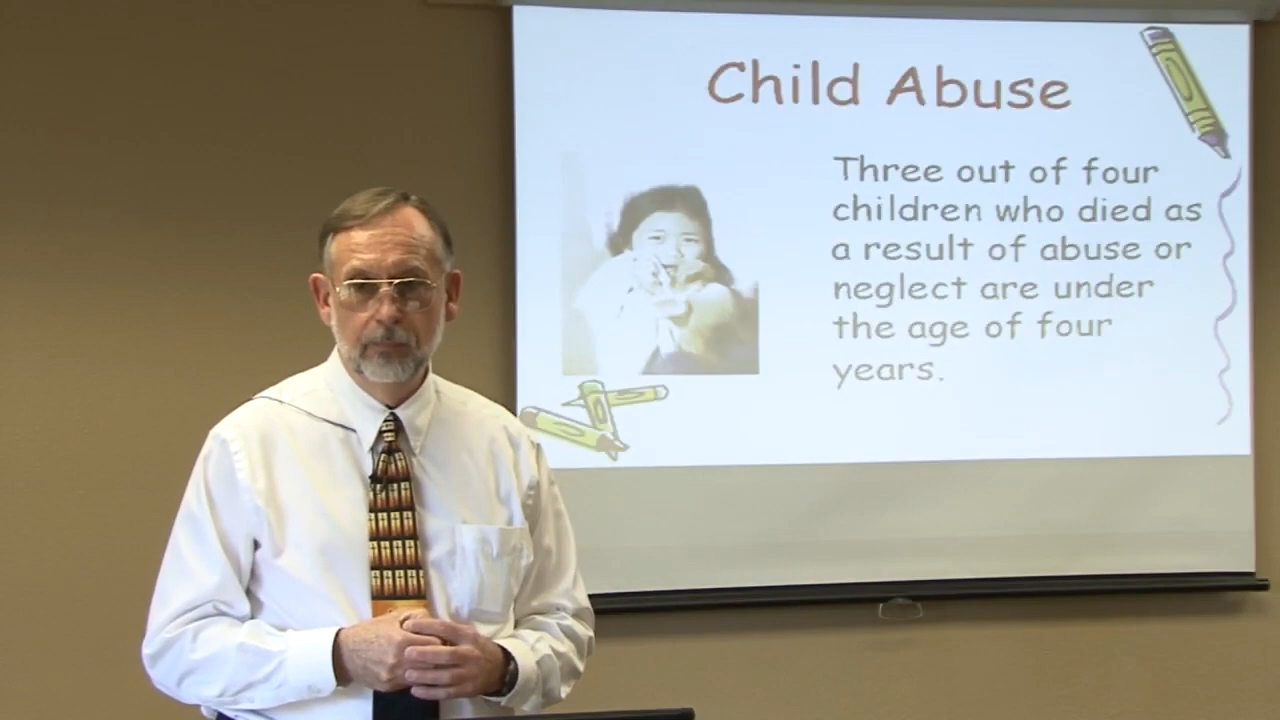 Child Abuse
Three out of four
children who died as
a result of abuse or
neglect are under
the age of four
years.